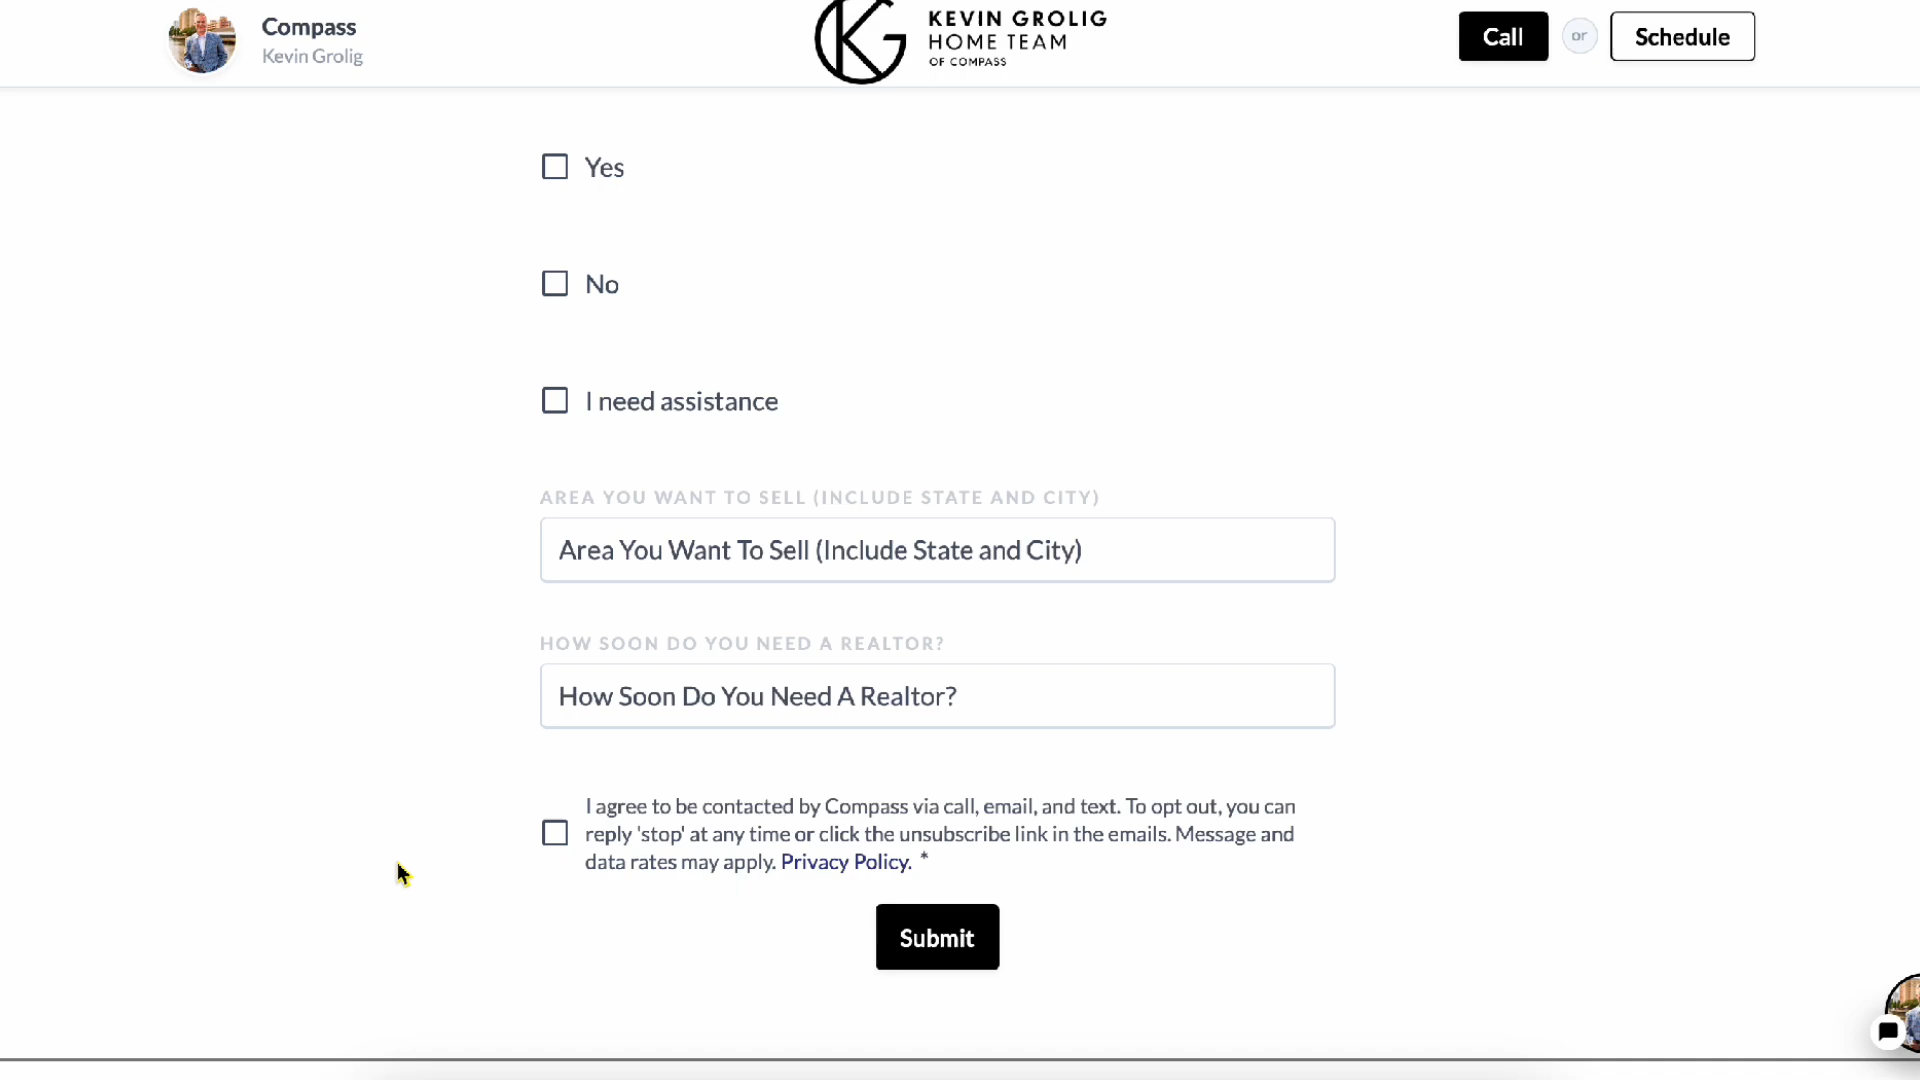 Compass
Kevin Grolig
KG
KEVIN GROLIG
HOME TEAM
OF COMPASS
Call
or
Schedule
Yes
No
I need assistance
AREA YOU WANT TO SELL (INCLUDE STATE AND CITY)
Area You Want To Sell (Include State and City)
HOW SOON DO YOU NEED A REALTOR?
How Soon Do You Need A Realtor?
I agree to be contacted by Compass via call, email, and text. To opt out, you can
reply 'stop' at any time or click the unsubscribe link in the emails. Message and
data rates may apply. Privacy Policy. *
Submit